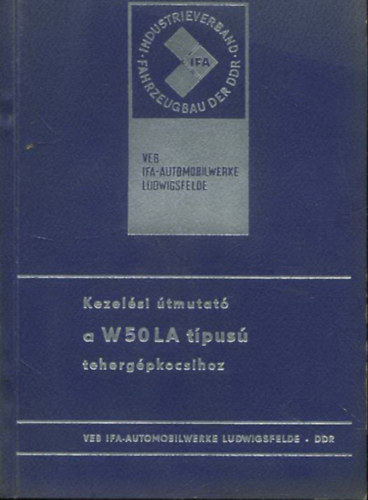 INDUSTRIEVERBAND
FAHRZEUGBAU DER DDR
IFA
VEB
IFA-AUTOMOBILWERKE
LUDWIGSFELDE
Kezelési útmutató
a W50LA típusú
tehergépkocsihoz
VEB IFA-AUTOMOBILWERKE LUDWIGSFELDE · DDR